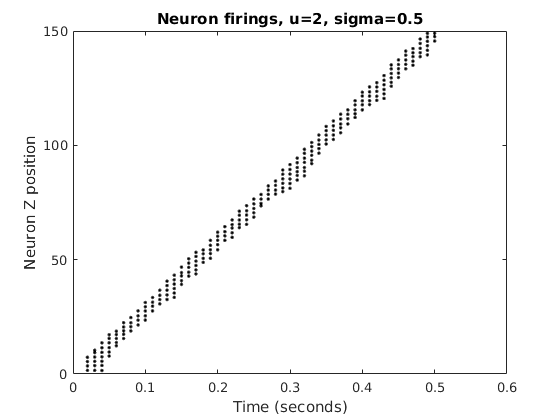 Neuron firings, u=2, sigma=0.5
150
100
50
0
Neuron Z position
0 0.1 0.2 0.3 0.4 0.5 0.6
Time (seconds)